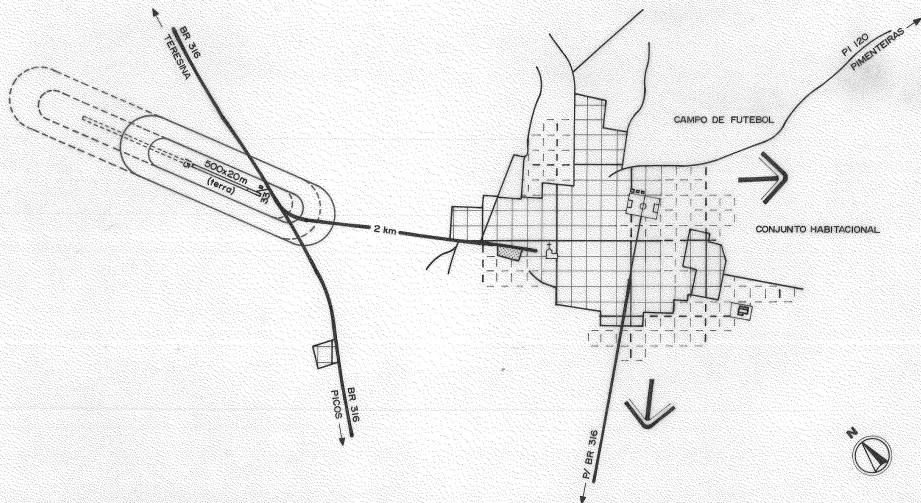 BR 316
TERESINA
PI 120
PIMENTEIRAS
CAMPO DE FUTEBOL
500x20m
(terra)
2 km
CONJUNTO HABITACIONAL
BR 316
PICOS
P/ BR 316
N